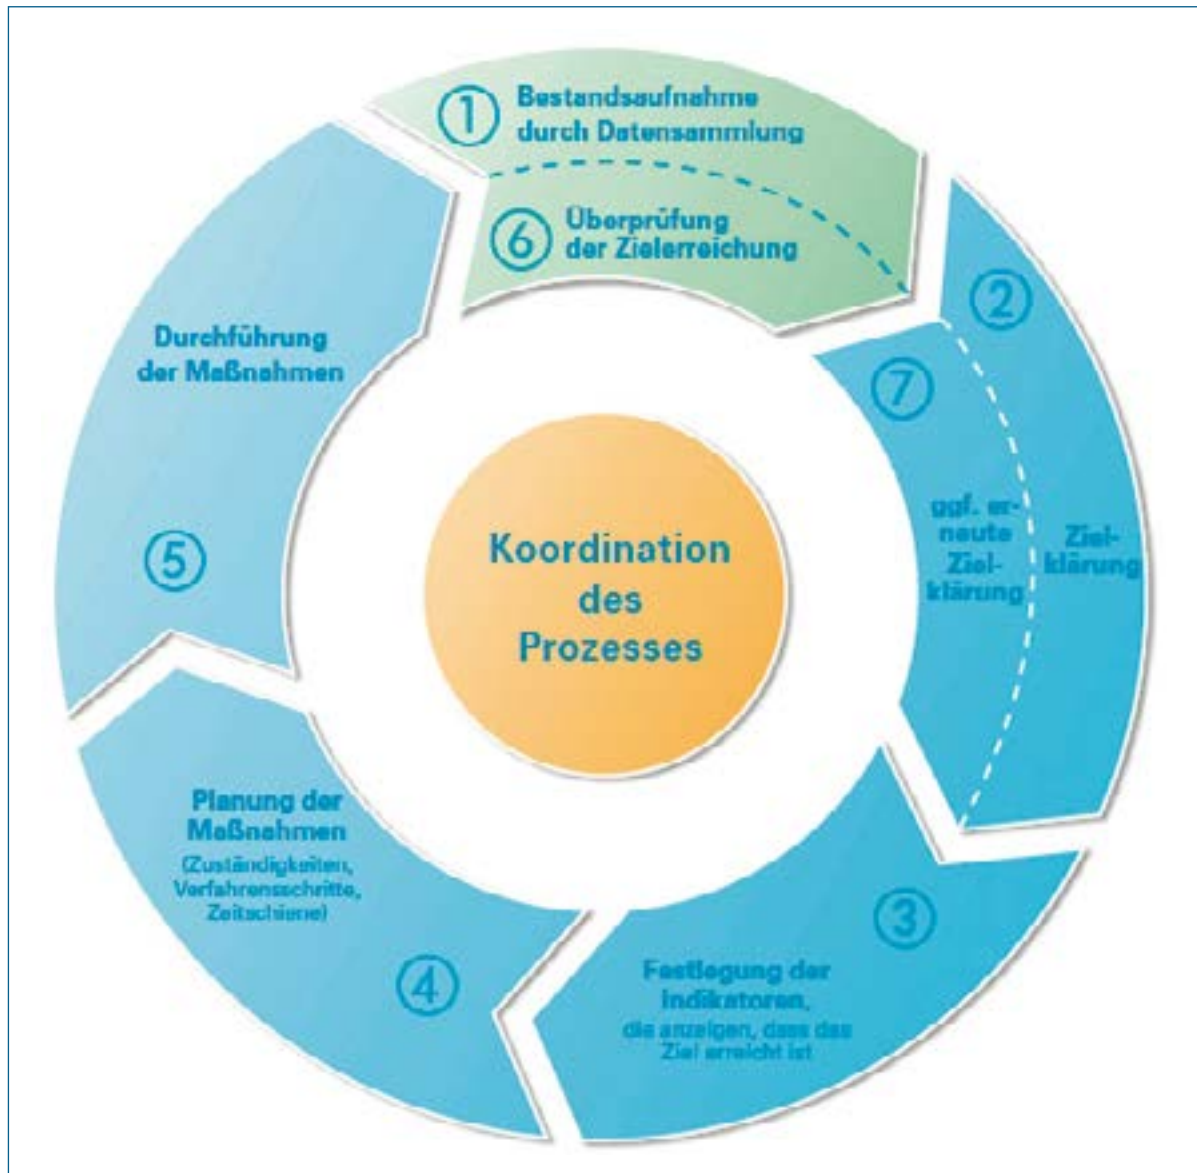 1
Bestandsaufnahme
durch Datensammlung
6
Überprüfung
der Zielerreichung
2
Ziel-
klärung
7
ggf. er-
neute
Ziel-
klärung
3
Festlegung der
Indikatoren,
die anzeigen, dass das
Ziel erreicht ist
4
Planung der
Maßnahmen
(Zuständigkeiten,
Verfahrensschritte,
Zeitschiene)
5
Durchführung
der Maßnahmen
Koordination
des
Prozesses